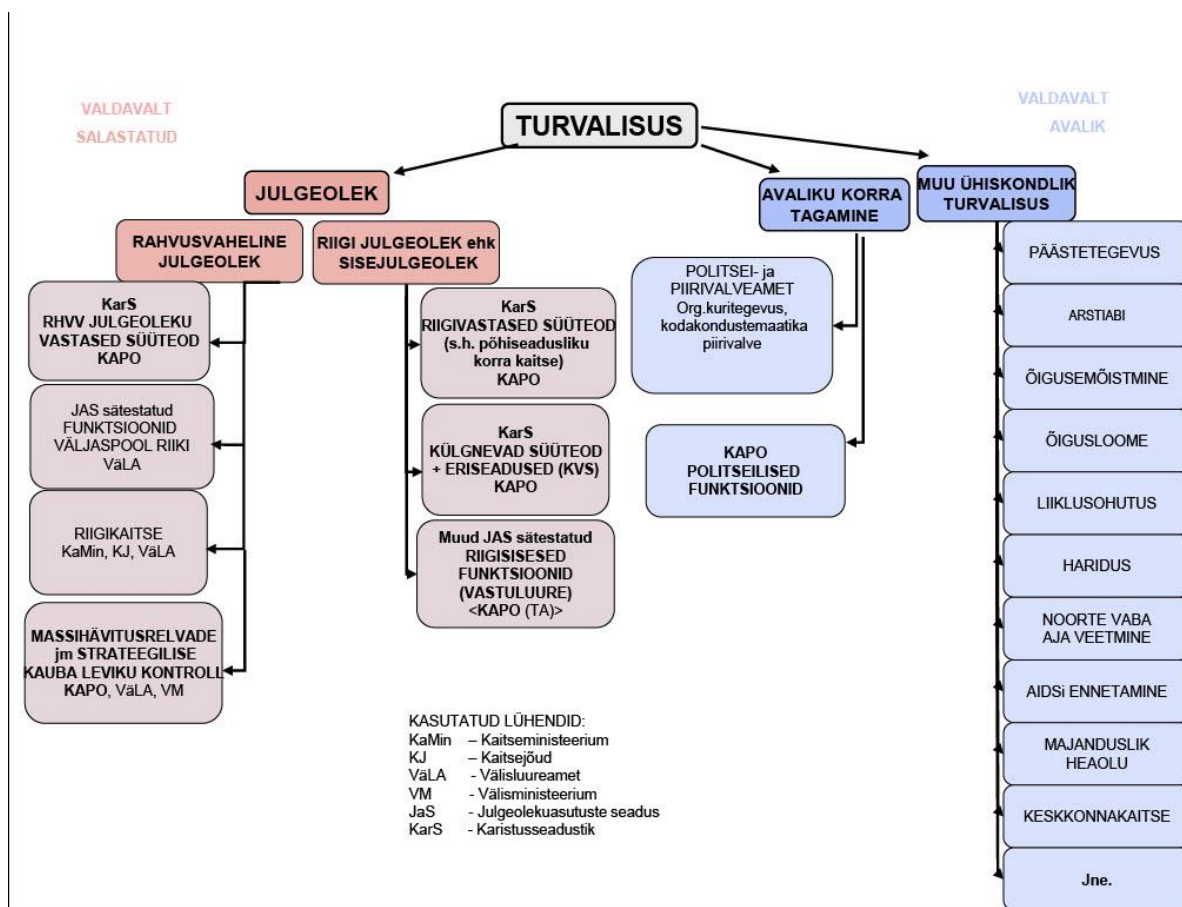 VALDAVALT
SALASTATUD
VALDAVALT
AVALIK
TURVALISUS
JULGEOLEK
AVALIKU KORRA
TAGAMINE
MUU ÜHISKONDLIK
TURVALISUS
RAHVUSVAHELINE
JULGEOLEK
RIIGI JULGEOLEK ehk
SISEJULGEOLEK
KarS
RHVV JULGEOLEKU
VASTASED SÜÜTEOD
KAPO
JAS sätestatud
FUNKTSIOONID
VÄLJASPOOL RIIKI
VäLA
RIIGIKAITSE
KaMin, KJ, VäLA
MASSIHÄVITUSRELVADE
jm STRATEEGILISE
KAUBA LEVIKU KONTROLL
KAPO, VäLA, VM
KarS
RIIGIVASTASED SÜÜTEOD
(s.h. põhiseadusliku
korra kaitse)
KAPO
KarS
KÜLGNEVAD SÜÜTEOD
+ ERISEADUSED (KVS)
KAPO
Muud JAS sätestatud
RIIGISISESED
FUNKTSIOONID
(VASTULUURE)
<KAPO (TA)>
POLITSEI- ja
PIIRIVALVEAMET
Org.kuritegevus,
kodakondustemaatika
piirivalve
KAPO
POLITSEILISED
FUNKTSIOONID
PÄÄSTETEGEVUS
ARSTIABI
ÕIGUSEMÕISTMINE
ÕIGUSLOOME
LIIKLUSOHUTUS
HARIDUS
NOORTE VABA
AJA VEETMINE
AIDSi ENNETAMINE
MAJANDUSLIK
HEAOLU
KESKKONNAKAITSE
Jne.
KASUTATUD LÜHENDID:
KaMin – Kaitseministeerium
KJ – Kaitsejõud
VäLA - Välisluureamet
VM - Välisministeerium
JaS - Julgeolekuasutuste seadus
KarS - Karistusseadustik